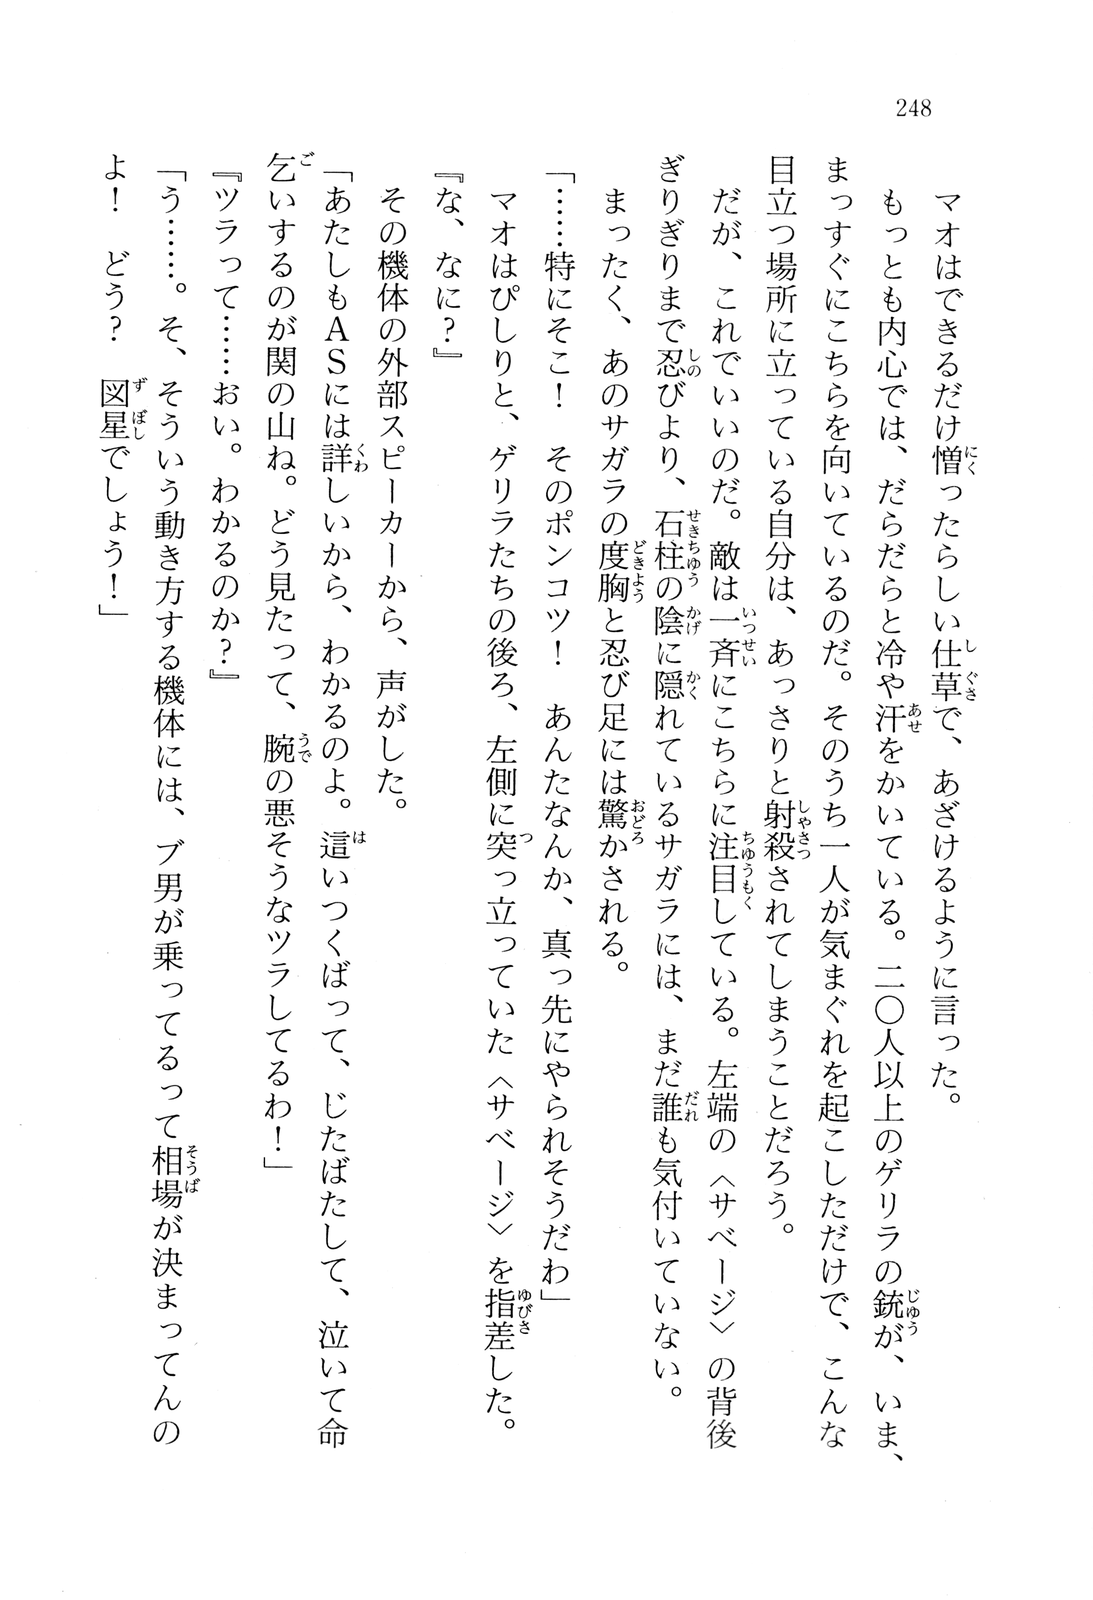 248
　マオはできるだけ憎ったらしい仕草で、あざけるように言った。
　もっとも内心では、だらだらと冷や汗をかいている。二〇人以上のゲリラの銃が、いま、
まっすぐにこちらを向いているのだ。そのうち一人が気まぐれを起こしただけで、こんな
目立つ場所に立っている自分は、あっさりと射殺されてしまうことだろう。
　だが、これでいいのだ。敵は一斉にこちらに注目している。左端の〈サベージ〉の背後
ぎりぎりまで忍びより、石柱の陰に隠れているサガラには、まだ誰も気付いていない。
　まったく、あのサガラの度胸と忍び足には驚かされる。
「……特にそこ！　そのポンコツ！　あんたなんか、真っ先にやられそうだわ」
　マオはぴしりと、ゲリラたちの後ろ、左側に突っ立っていた〈サベージ〉を指差した。
『な、なに？』
　その機体の外部スピーカーから、声がした。
「あたしもＡＳには詳しいから、わかるのよ。這いつくばって、じたばたして、泣いて命
乞いするのが関の山ね。どう見たって、腕の悪そうなツラしてるわ！」
『ツラって……おい。わかるのか？』
「う……。そ、そういう動き方する機体には、ブ男が乗ってるって相場が決まってんの
よ！　どう？　図星でしょう！」